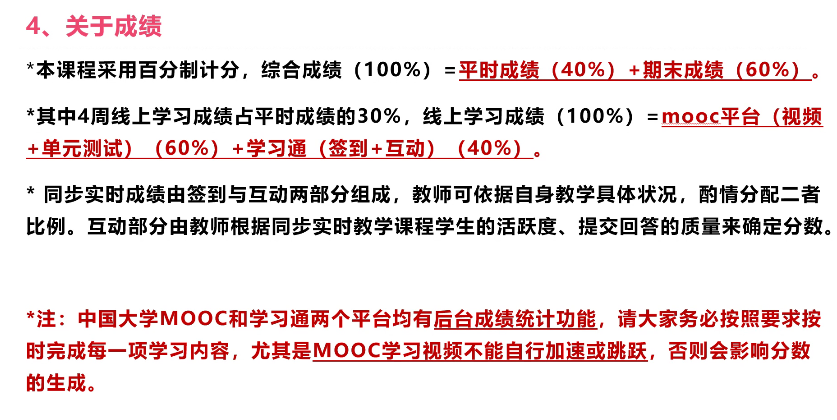 4、关于成绩
*本课程采用百分制计分，综合成绩（100%）=平时成绩（40%）+期末成绩（60%）。
*其中4周线上学习成绩占平时成绩的30%，线上学习成绩（100%）=mooc平台（视频
+单元测试）（60%）+学习通（签到+互动）（40%）。
* 同步实时成绩由签到与互动两部分组成，教师可依据自身教学具体状况，酌情分配二者
比例。互动部分由教师根据同步实时教学课程学生的活跃度、提交回答的质量来确定分数。
*注：中国大学MOOC和学习通两个平台均有后台成绩统计功能，请大家务必按照要求按
时完成每一项学习内容，尤其是MOOC学习视频不能自行加速或跳跃，否则会影响分数
的生成。